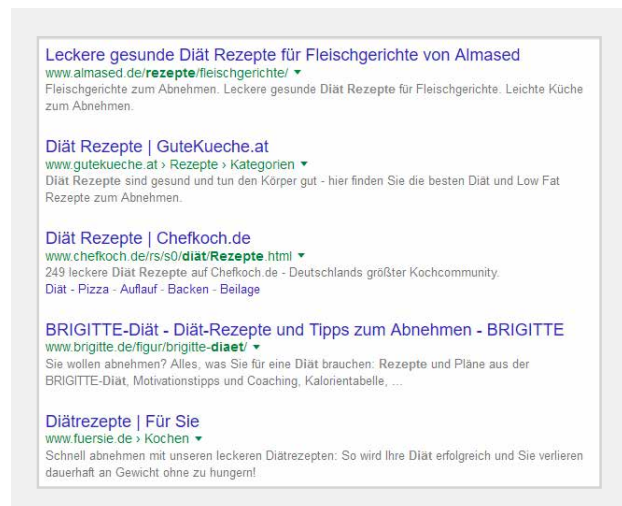 Leckere gesunde Diät Rezepte für Fleischgerichte von Almased
www.almased.de/rezepte/fleischgerichte/
Fleischgerichte zum Abnehmen. Leckere gesunde Diät Rezepte für Fleischgerichte. Leichte Küche
zum Abnehmen.
Diät Rezepte | GuteKueche.at
www.gutekueche.at › Rezepte › Kategorien
Diät Rezepte sind gesund und tun den Körper gut - hier finden Sie die besten Diät und Low Fat
Rezepte zum Abnehmen.
Diät Rezepte | Chefkoch.de
www.chefkoch.de/rs/s0/diät/Rezepte.html
249 leckere Diät Rezepte auf Chefkoch.de - Deutschlands größter Kochcommunity.
Diät - Pizza - Auflauf - Backen - Beilage
BRIGITTE-Diät - Diät-Rezepte und Tipps zum Abnehmen - BRIGITTE
www.brigitte.de/figur/brigitte-diaet/
Sie wollen abnehmen? Alles, was Sie für eine Diät brauchen: Rezepte und Pläne aus der
BRIGITTE-Diät, Motivationstipps und Coaching, Kalorientabelle, ...
Diätrezepte | Für Sie
www.fuersie.de › Kochen
Schnell abnehmen mit unseren leckeren Diätrezepten: So wird Ihre Diät erfolgreich und Sie verlieren
dauerhaft an Gewicht ohne zu hungern!